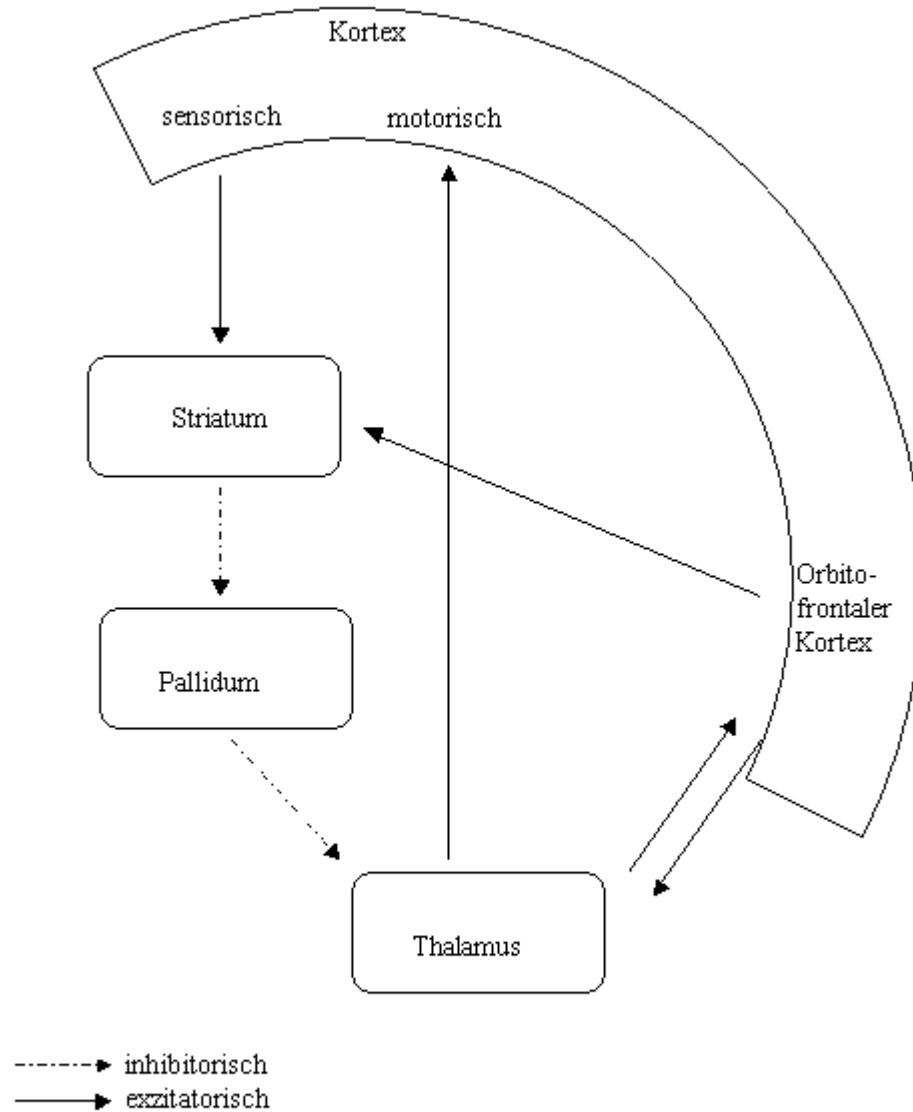 Kortex
sensorisch
motorisch
Striatum
Orbito-
frontaler
Kortex
Pallidum
Thalamus
inhibitorisch
exzitatorisch